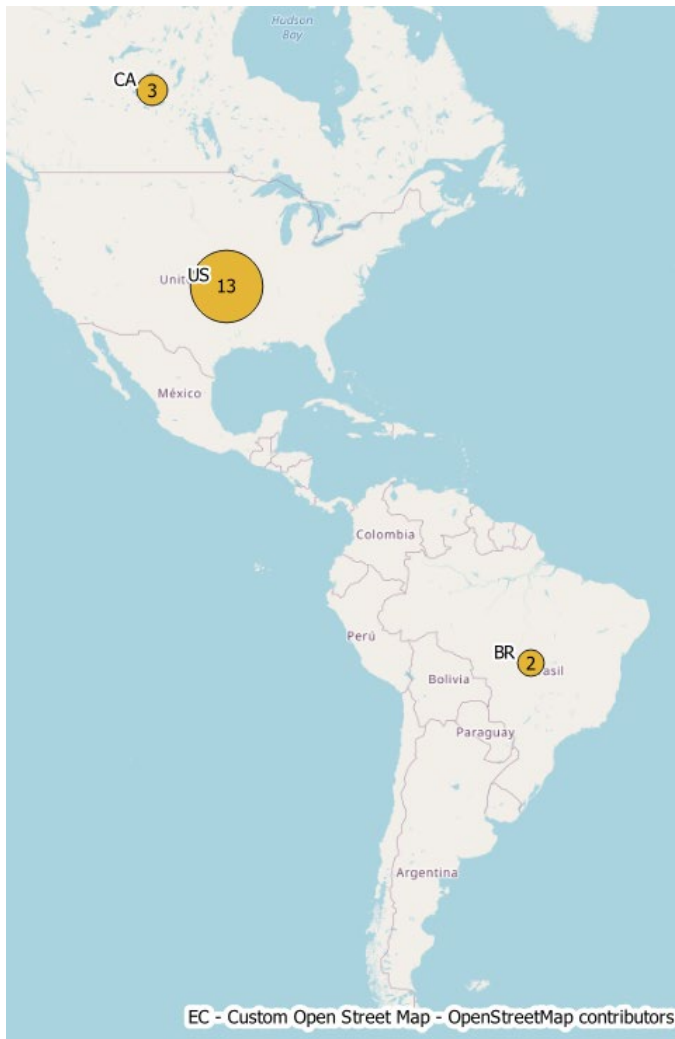 Hudson
Bay
CA
3
US
Unit
13
México
Colombia
Perú
BR
2
asil
Bolivia
Paraguay
Argentina
EC - Custom Open Street Map - OpenStreetMap contributors